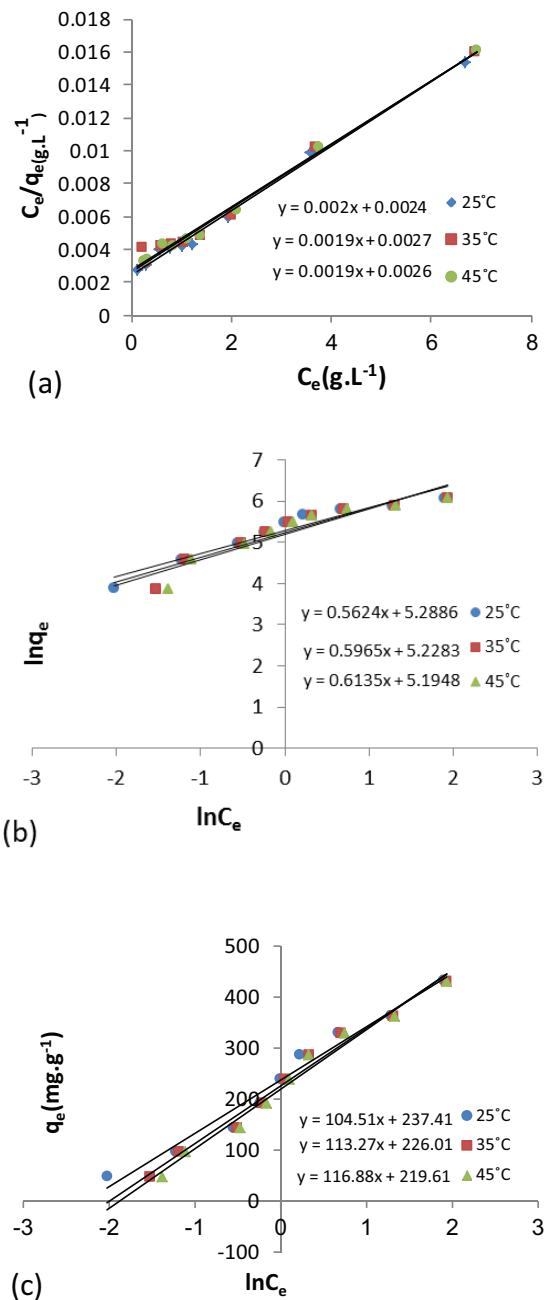 0.018
0.016
0.014
0.012
0.01
0.008
0.006
0.004
0.002
0
C_e/q_e(g.L^-1
y = 0.002x + 0.0024 25˚C
y = 0.0019x + 0.0027 35˚C
y = 0.0019x + 0.0026 45˚C
0 2 4 6 8
C_e(g.L^-1)
(a)
7
6
5
4
3
2
1
0
lnq_e
y = 0.5624x + 5.2886 25˚C
y = 0.5965x + 5.2283 35˚C
y = 0.6135x + 5.1948 45˚C
-3 -2 -1 0 1 2 3
lnC_e
(b)
500
400
300
200
100
0
-100
q_e(mg.g^-1)
y = 104.51x + 237.41 25˚C
y = 113.27x + 226.01 35˚C
y = 116.88x + 219.61 45˚C
-3 -2 -1 0 1 2 3
lnC_e
(c)